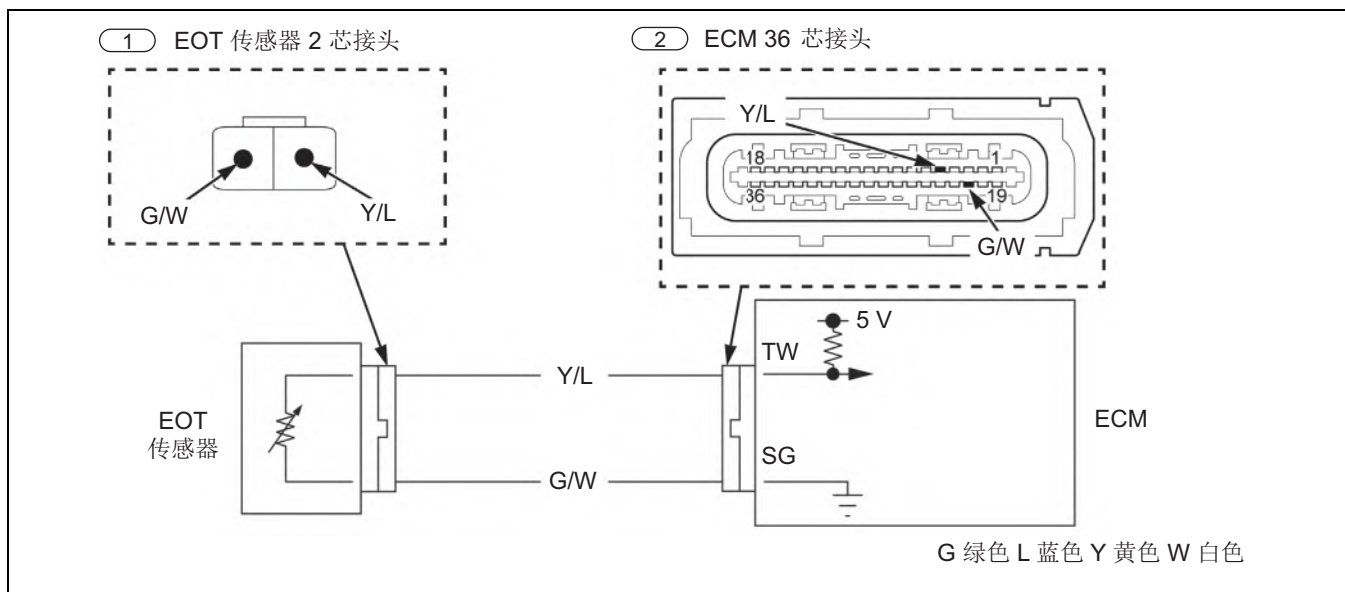 1 EOT 传感器 2 芯接头
2 ECM 36 芯接头
G/W
Y/L
Y/L
18
1
36
19
G/W
5 V
TW
Y/L
EOT
传感器
ECM
SG
G/W
G 绿色 L 蓝色 Y 黄色 W 白色